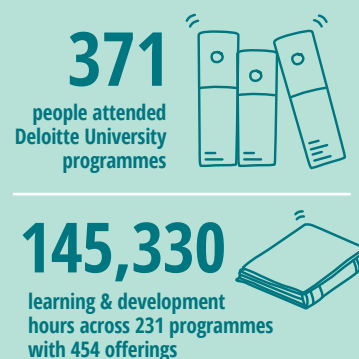 371
people attended
Deloitte University
programmes
145,330
learning & development
hours across 231 programmes
with 454 offerings